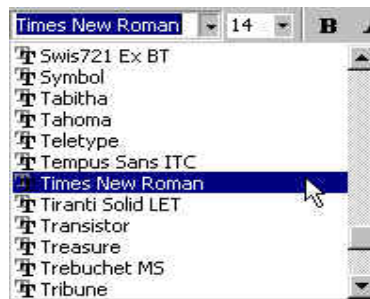 Times New Roman 14 B
Swis721 Ex BT
Symbol
Tabitha
Tahoma
Teletype
Tempus Sans ITC
Times New Roman
Tiranti Solid LET
Transistor
Treasure
Trebuchet MS
Tribune